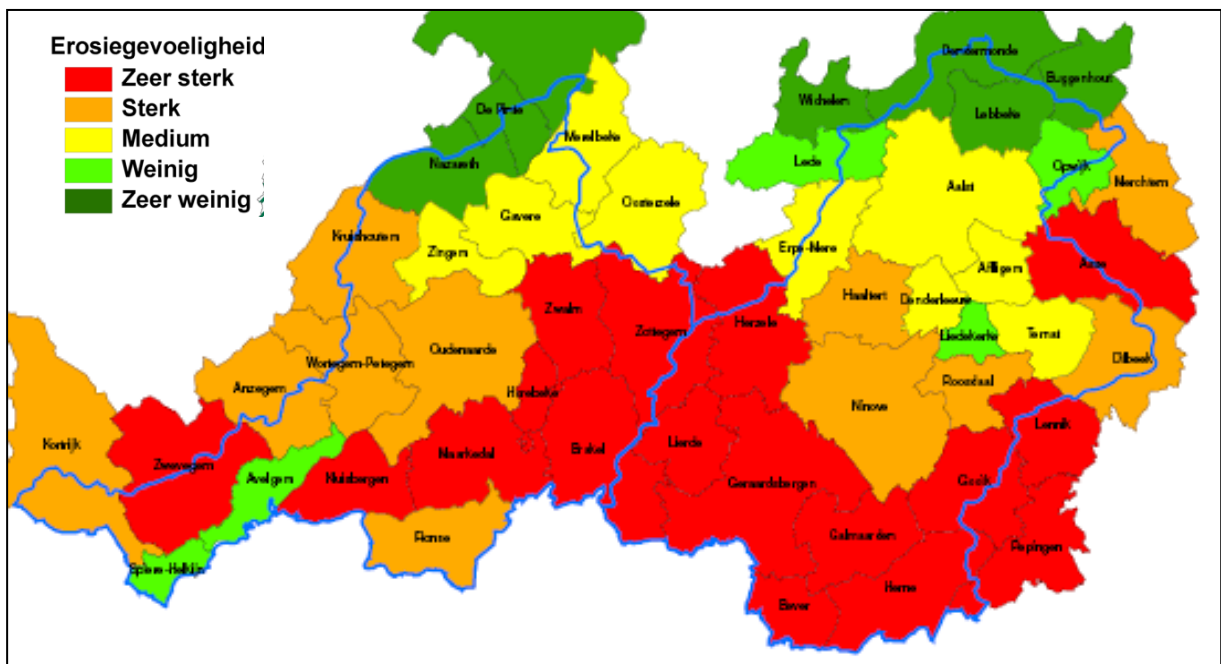 Erosiegevoeligheid
Zeer sterk
Sterk
Medium
Weinig
Zeer weinig
Dendermonde
Buggenhout
Wichelen
Lebbeke
De Pinte
Merelbeke
Nazareth
Lede
Opwijk
Merchtem
Aalst
Oosterzele
Gavere
Kruishoutem
Zingem
Erpe-Mere
Affligem
Asse
Haaltert
Denderleeuw
Zwalm
Zottegem
Herzele
Liedekerke
Ternat
Oudenaarde
Dilbeek
Wortegem-Petegem
Anzegem
Roosdaal
Horebeke
Ninove
Lennik
Kortrijk
Zwevegem
Maarkedal
Brakel
Lierde
Avelgem
Kluisbergen
Geraardsbergen
Gooik
Galmaarden
Ronse
Pepingen
Spiere-Helkijn
Herne
Bever